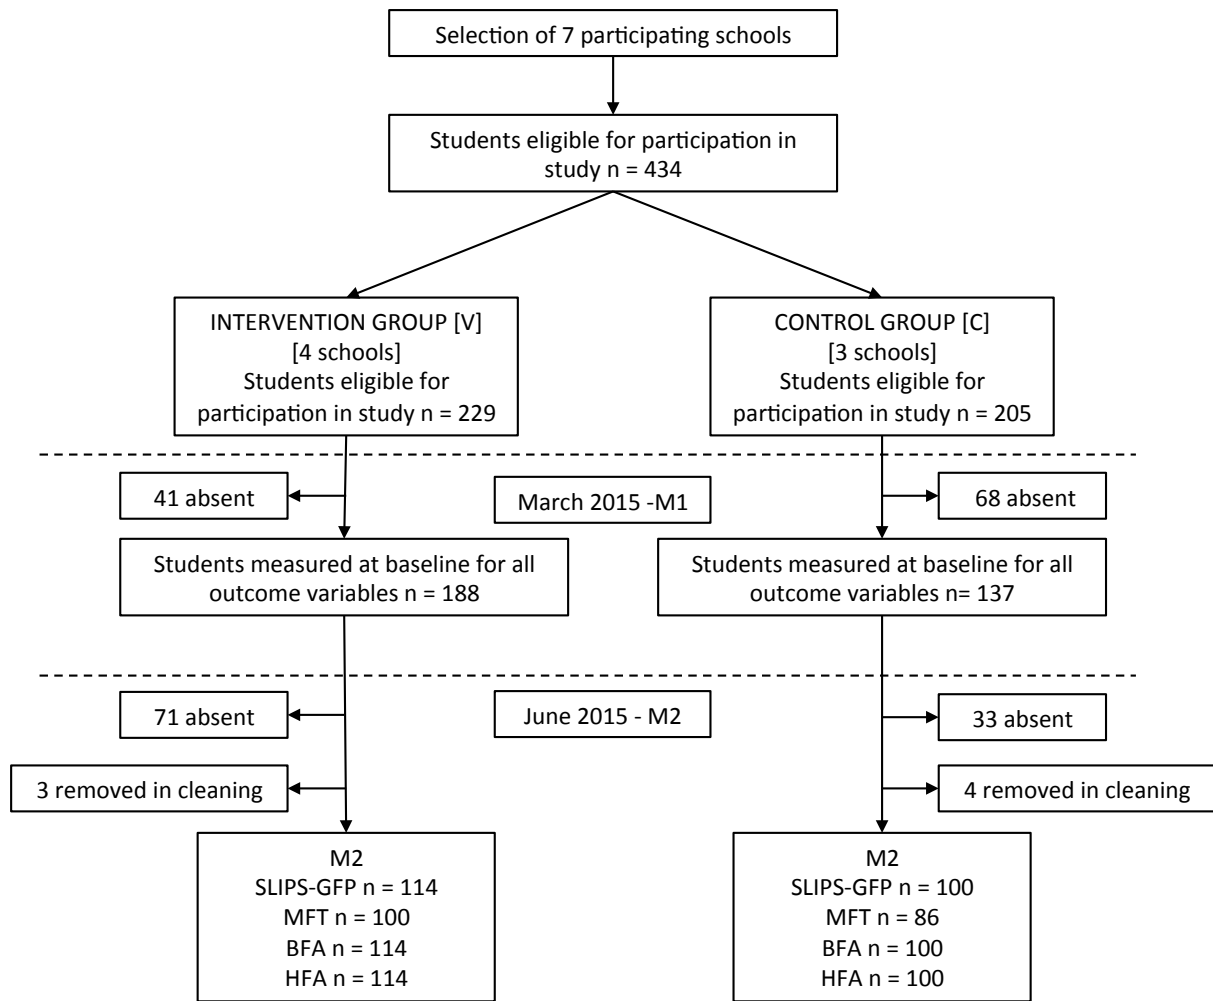 Selection of 7 participating schools
Students eligible for participation in
study n = 434
INTERVENTION GROUP [V]
[4 schools]
Students eligible for
participation in study n = 229
CONTROL GROUP [C]
[3 schools]
Students eligible for
participation in study n = 205
41 absent
March 2015 -M1
68 absent
Students measured at baseline for all
outcome variables n = 188
Students measured at baseline for all
outcome variables n= 137
71 absent
June 2015 - M2
33 absent
3 removed in cleaning
4 removed in cleaning
M2
SLIPS-GFP n = 114
MFT n = 100
BFA n = 114
HFA n = 114
M2
SLIPS-GFP n = 100
MFT n = 86
BFA n = 100
HFA n = 100